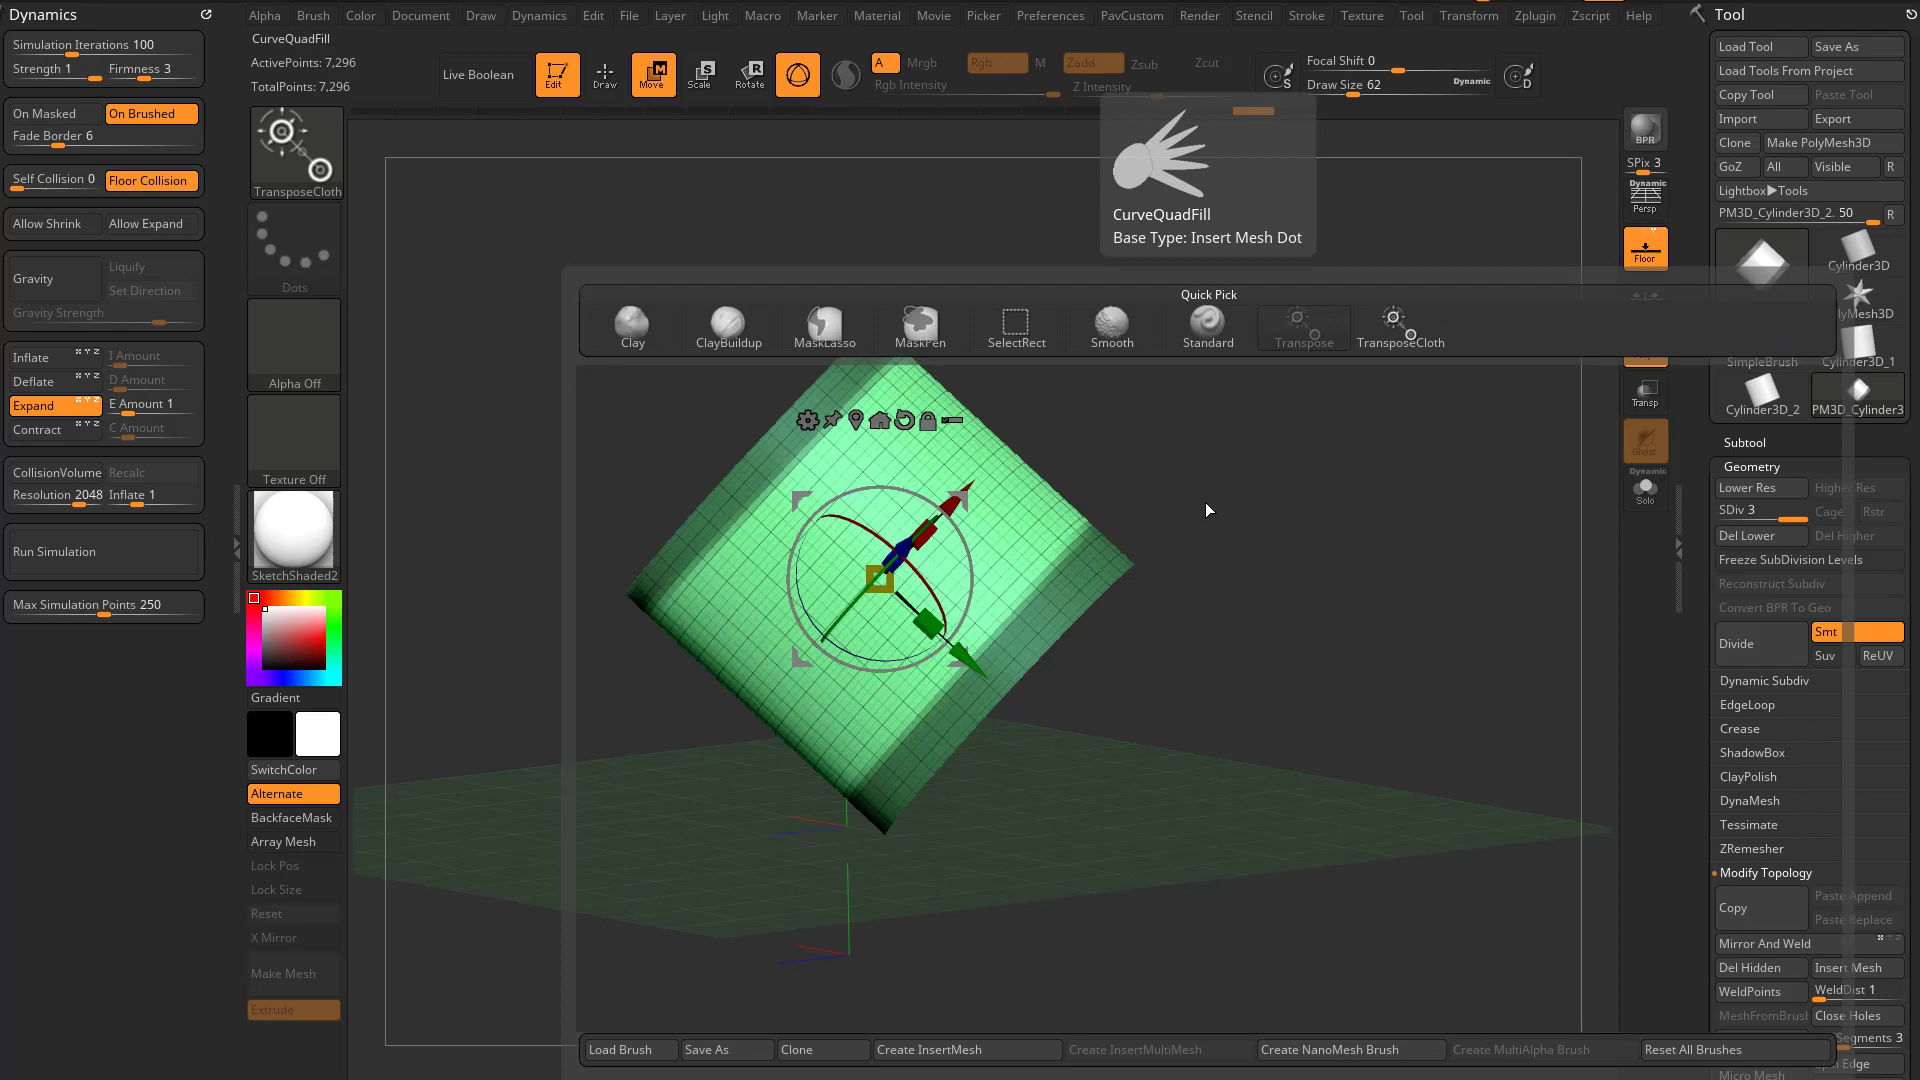 Dynamics
Alpha Brush Color Document Draw Dynamics Edit File Layer Light Macro Marker Material Movie Picker Preferences PavCustom Render Stencil Stroke Texture Tool Transform Zplugin Zscript Help
Tool
Simulation Iterations 100
Strength 1 Firmness 3
On Masked On Brushed
Fade Border 6
Self Collision 0 Floor Collision
Allow Shrink Allow Expand
Gravity
Liquify
Set Direction
Gravity Strength
Inflate I Amount
Deflate D Amount
Expand E Amount 1
Contract C Amount
CollisionVolume Recalc
Resolution 2048 Inflate 1
Run Simulation
Max Simulation Points 250
CurveQuadFill
ActivePoints: 7,296
TotalPoints: 7,296
Live Boolean
Edit
Draw
Move
Scale
Rotate
A Mrgb
Rgb M
Rgb Intensity
Zadd Zsub Zcut
Z Intensity
Focal Shift 0
Draw Size 62 Dynamic
TransposeCloth
Dots
Alpha Off
Texture Off
SketchShaded2
Gradient
SwitchColor
Alternate
BackfaceMask
Array Mesh
Lock Pos
Lock Size
Reset
X Mirror
Make Mesh
Extrude
CurveQuadFill
Base Type: Insert Mesh Dot
Quick Pick
Clay ClayBuildup MaskLasso MaskPen SelectRect Smooth Standard Transpose TransposeCloth
Load Brush Save As Clone Create InsertMesh Create InsertMultiMesh Create NanoMesh Brush Create MultiAlpha Brush Reset All Brushes
BPR
SPix 3
Dynamic
Persp
Floor
Transp
Ghost
Dynamic
Solo
Load Tool Save As
Load Tools From Project
Copy Tool Paste Tool
Import Export
Clone Make PolyMesh3D
GoZ All Visible R
Lightbox▶Tools
PM3D_Cylinder3D_2. 50 R
Cylinder3D
lyMesh3D
SimpleBrush Cylinder3D_1
Cylinder3D_2 PM3D_Cylinder3
Subtool
Geometry
Lower Res Higher Res
SDiv 3 Cage Rstr
Del Lower Del Higher
Freeze SubDivision Levels
Reconstruct Subdiv
Convert BPR To Geo
Divide
Smt
Suv ReUV
Dynamic Subdiv
EdgeLoop
Crease
ShadowBox
ClayPolish
DynaMesh
Tessimate
ZRemesher
Modify Topology
Copy
Paste Append
Paste Replace
Mirror And Weld
Del Hidden Insert Mesh
WeldPoints WeldDist 1
MeshFromBrus Close Holes
Segments 3
Edge
Micro Mesh